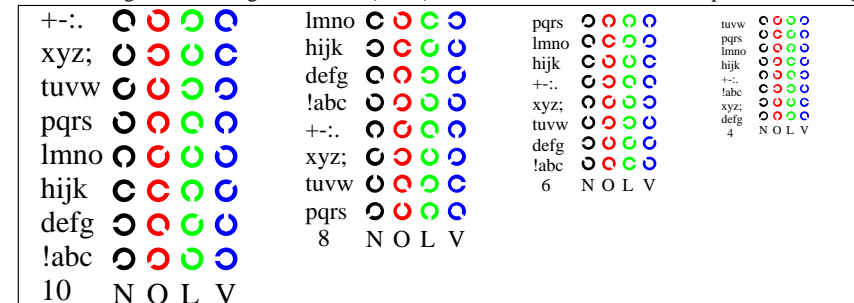 +-:.
xyz;
tuvw
pqrs
lmno
hijk
defg
!abc
10 N O L V
lmno
hijk
defg
!abc
+-:.
xyz;
tuvw
pqrs
8 N O L V
pqrs
lmno
hijk
+-:.
xyz;
tuvw
defg
!abc
6 N O L V
tuvw
pqrs
lmno
hijk
+-:.
!abc
xyz;
defg
4 N O L V